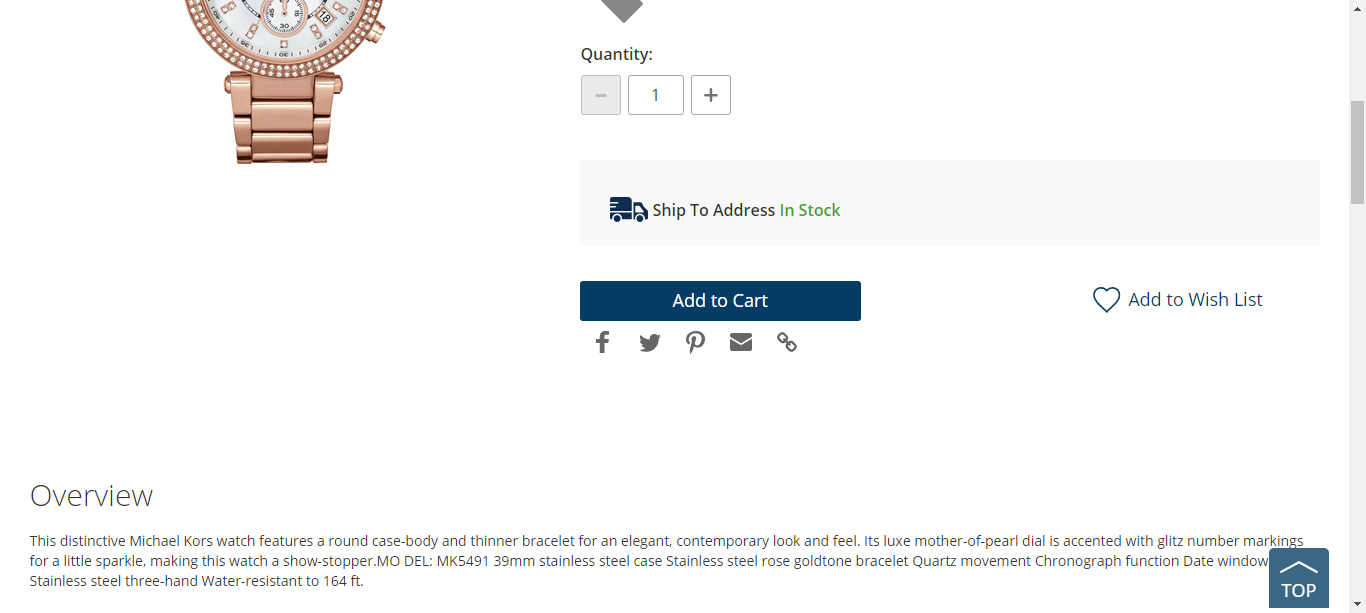 18
30
Quantity:
1
Ship To Address In Stock
Add to Cart
Add to Wish List
Overview
This distinctive Michael Kors watch features a round case-body and thinner bracelet for an elegant, contemporary look and feel. Its luxe mother-of-pearl dial is accented with glitz number markings
for a little sparkle, making this watch a show-stopper.MO DEL: MK5491 39mm stainless steel case Stainless steel rose goldtone bracelet Quartz movement Chronograph function Date window
Stainless steel three-hand Water-resistant to 164 ft.
TOP